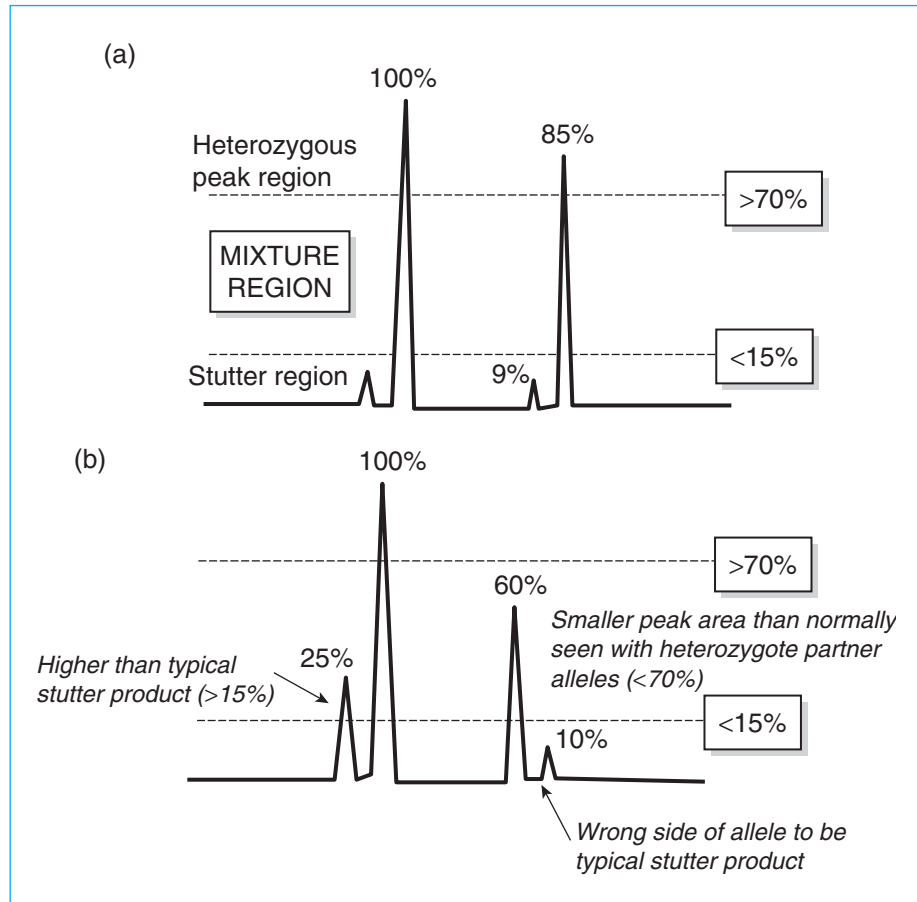 (a)
100%
85%
Heterozygous
peak region
>70%
MIXTURE
REGION
<15%
Stutter region
9%
(b)
100%
>70%
60%
Smaller peak area than normally
seen with heterozygote partner
alleles (<70%)
Higher than typical
stutter product (>15%)
25%
<15%
10%
Wrong side of allele to be
typical stutter product